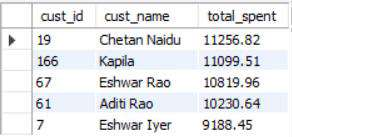 cust_id cust_name total_spent
19 Chetan Naidu 11256.82
166 Kapila 11099.51
67 Eshwar Rao 10819.96
61 Aditi Rao 10230.64
7 Eshwar Iyer 9188.45